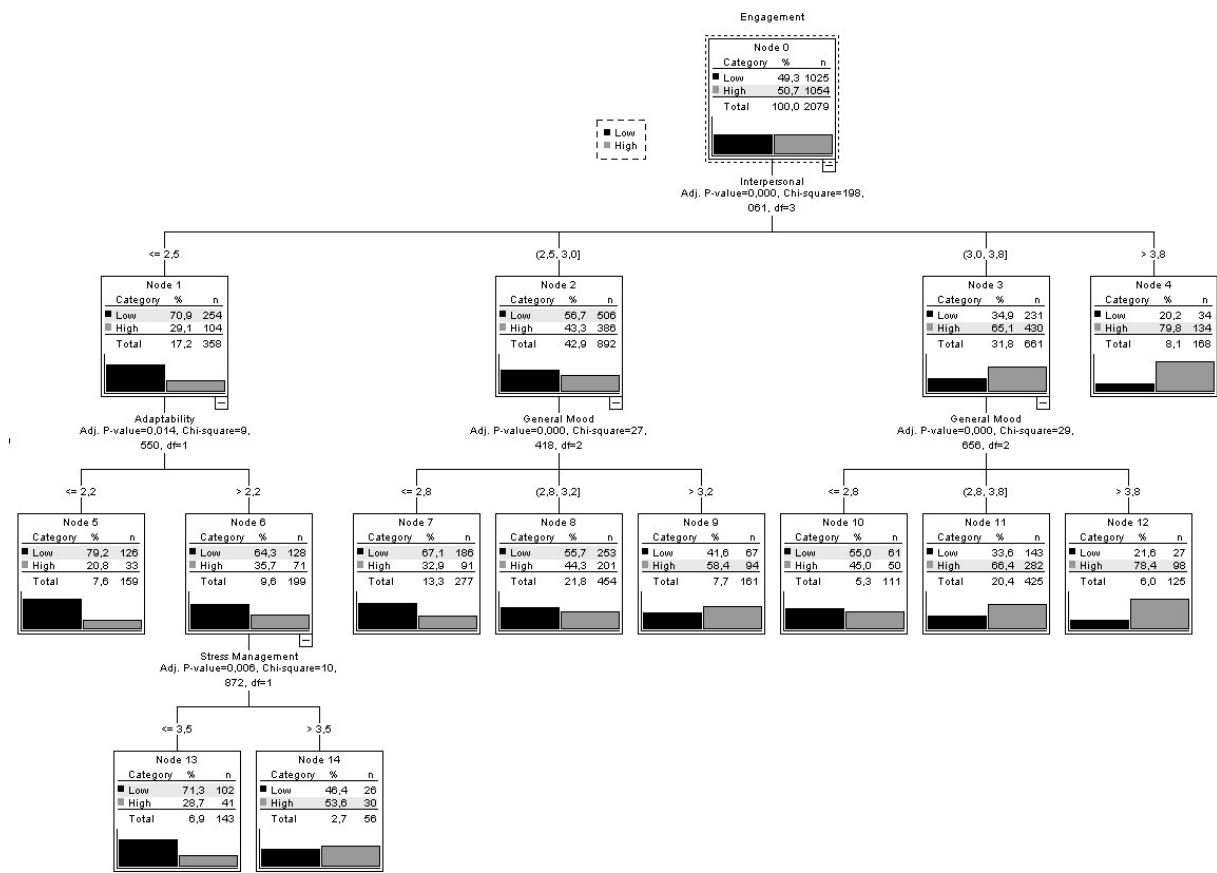 Engagement
Node 0
Category % n
Low 49,3 1025
High 50,7 1054
Total 100,0 2079
Low
High
Interpersonal
Adj. P-value=0,000, Chi-square=198,
061, df=3
<= 2,5
(2,5, 3,0]
(3,0, 3,8]
> 3,8
Node 1
Category % n
Low 70,9 254
High 29,1 104
Total 17,2 358
Node 2
Category % n
Low 56,7 506
High 43,3 386
Total 42,9 892
Node 3
Category % n
Low 34,9 231
High 65,1 430
Total 31,8 661
Node 4
Category % n
Low 20,2 34
High 79,8 134
Total 8,1 168
Adaptability
Adj. P-value=0,014, Chi-square=9,
550, df=1
General Mood
Adj. P-value=0,000, Chi-square=27,
418, df=2
General Mood
Adj. P-value=0,000, Chi-square=29,
656, df=2
<= 2,2
> 2,2
<= 2,8
(2,8, 3,2]
> 3,2
<= 2,8
(2,8, 3,8]
> 3,8
Node 5
Category % n
Low 79,2 126
High 20,8 33
Total 7,6 159
Node 6
Category % n
Low 64,3 128
High 35,7 71
Total 9,6 199
Node 7
Category % n
Low 67,1 186
High 32,9 91
Total 13,3 277
Node 8
Category % n
Low 55,7 253
High 44,3 201
Total 21,8 454
Node 9
Category % n
Low 41,6 67
High 58,4 94
Total 7,7 161
Node 10
Category % n
Low 55,0 61
High 45,0 50
Total 5,3 111
Node 11
Category % n
Low 33,6 143
High 66,4 282
Total 20,4 425
Node 12
Category % n
Low 21,6 27
High 78,4 98
Total 6,0 125
Stress Management
Adj. P-value=0,006, Chi-square=10,
872, df=1
<= 3,5
> 3,5
Node 13
Category % n
Low 71,3 102
High 28,7 41
Total 6,9 143
Node 14
Category % n
Low 46,4 26
High 53,6 30
Total 2,7 56